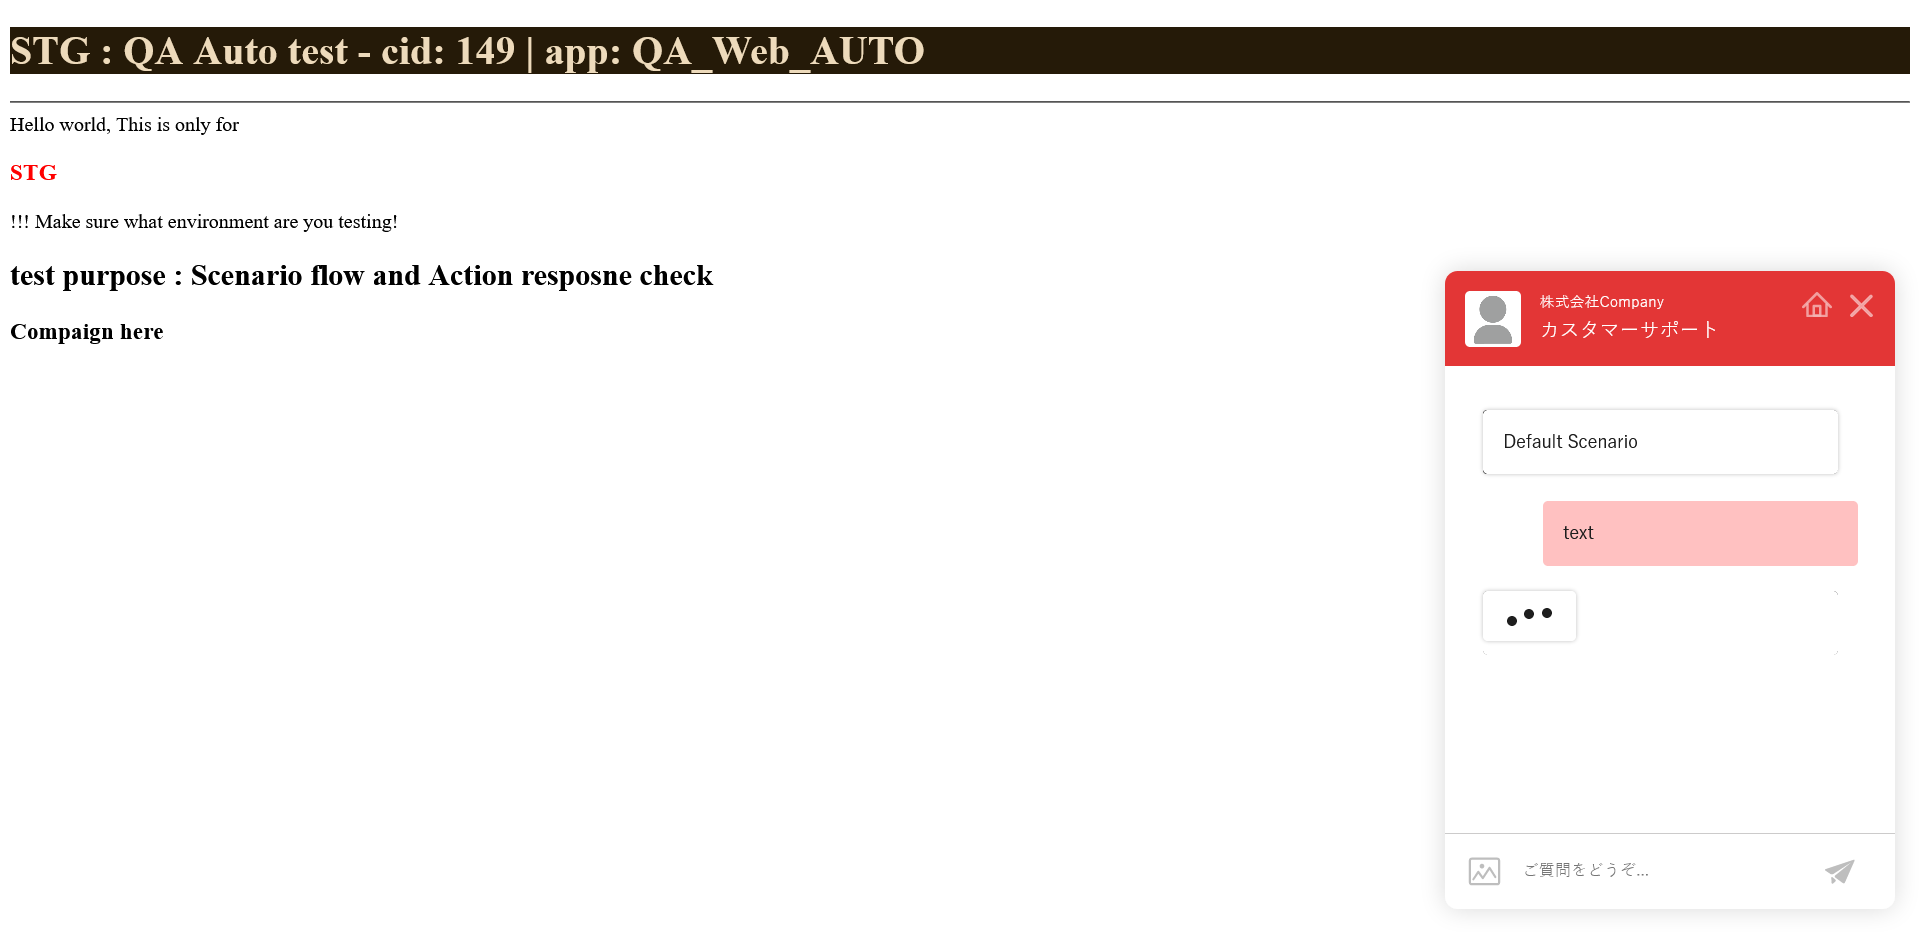 STG : QA Auto test - cid: 149 | app: QA_Web_AUTO
Hello world, This is only for
STG
!!! Make sure what environment are you testing!
test purpose : Scenario flow and Action resposne check
Compaign here
株式会社Company
カスタマーサポート
Default Scenario
text
ご質問をどうぞ...